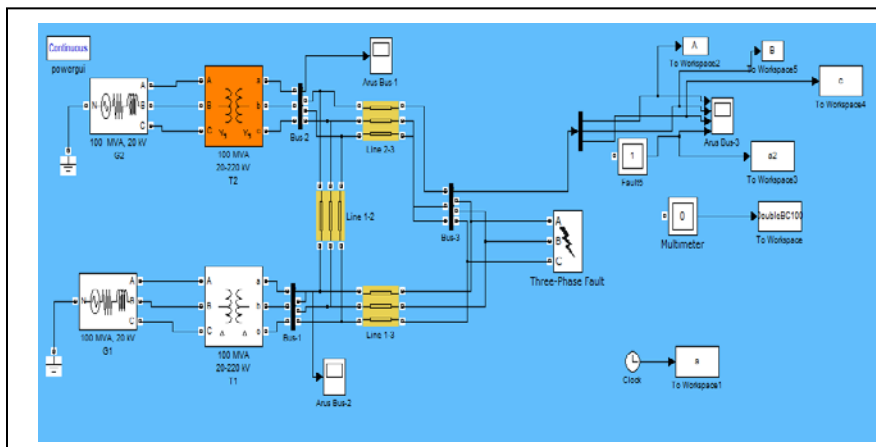 Continuous
powergui
N
A
B
C
100 MVA, 20 kV
G2
A
B
C
a
b
c
100 MVA
20-220 kV
T2
Bus-2
Arus Bus-1
Line 2-3
Line 1-2
N
A
B
C
100 MVA, 20 kV
G1
A
B
C
a
b
c
100 MVA
20-220 kV
T1
Bus-1
Arus Bus-2
Line 1-3
Bus-3
A
B
C
Three-Phase Fault
A
To Workspace2
B
To Workspace5
c
To Workspace4
Arus Bus-3
1
Fault5
a2
To Workspace3
0
Multimeter
DoubleBC100
To Workspace
Clock
a
To Workspace1